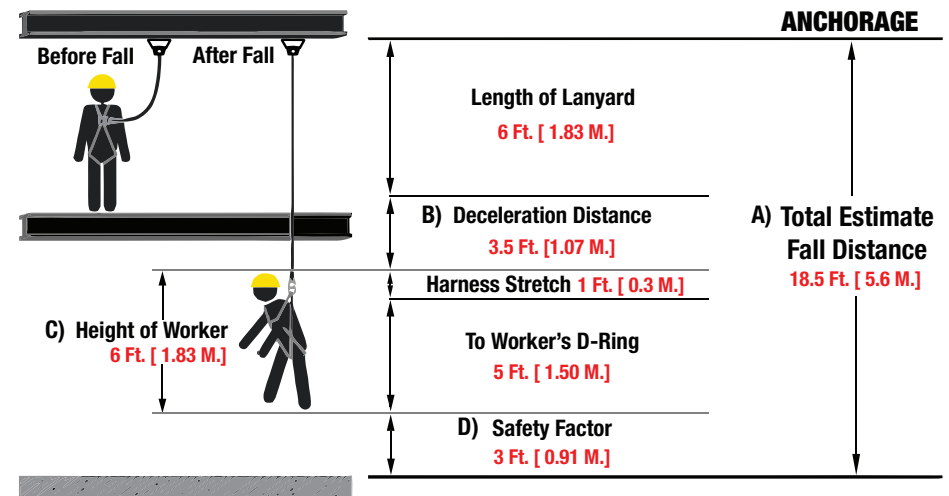 ANCHORAGE
Before Fall
After Fall
Length of Lanyard
6 Ft. [ 1.83 M.]
B) Deceleration Distance
3.5 Ft. [1.07 M.]
A) Total Estimate
Fall Distance
18.5 Ft. [ 5.6 M.]
Harness Stretch 1 Ft. [ 0.3 M.]
C) Height of Worker
6 Ft. [ 1.83 M.]
To Worker's D-Ring
5 Ft. [ 1.50 M.]
D) Safety Factor
3 Ft. [ 0.91 M.]